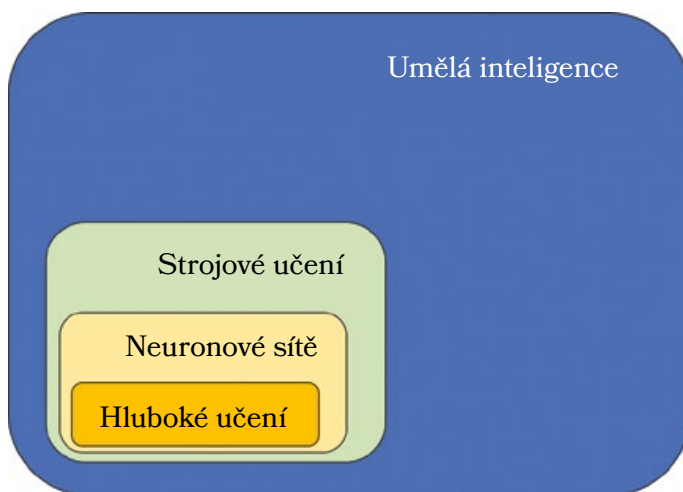 Umělá inteligence
Strojové učení
Neuronové sítě
Hluboké učení